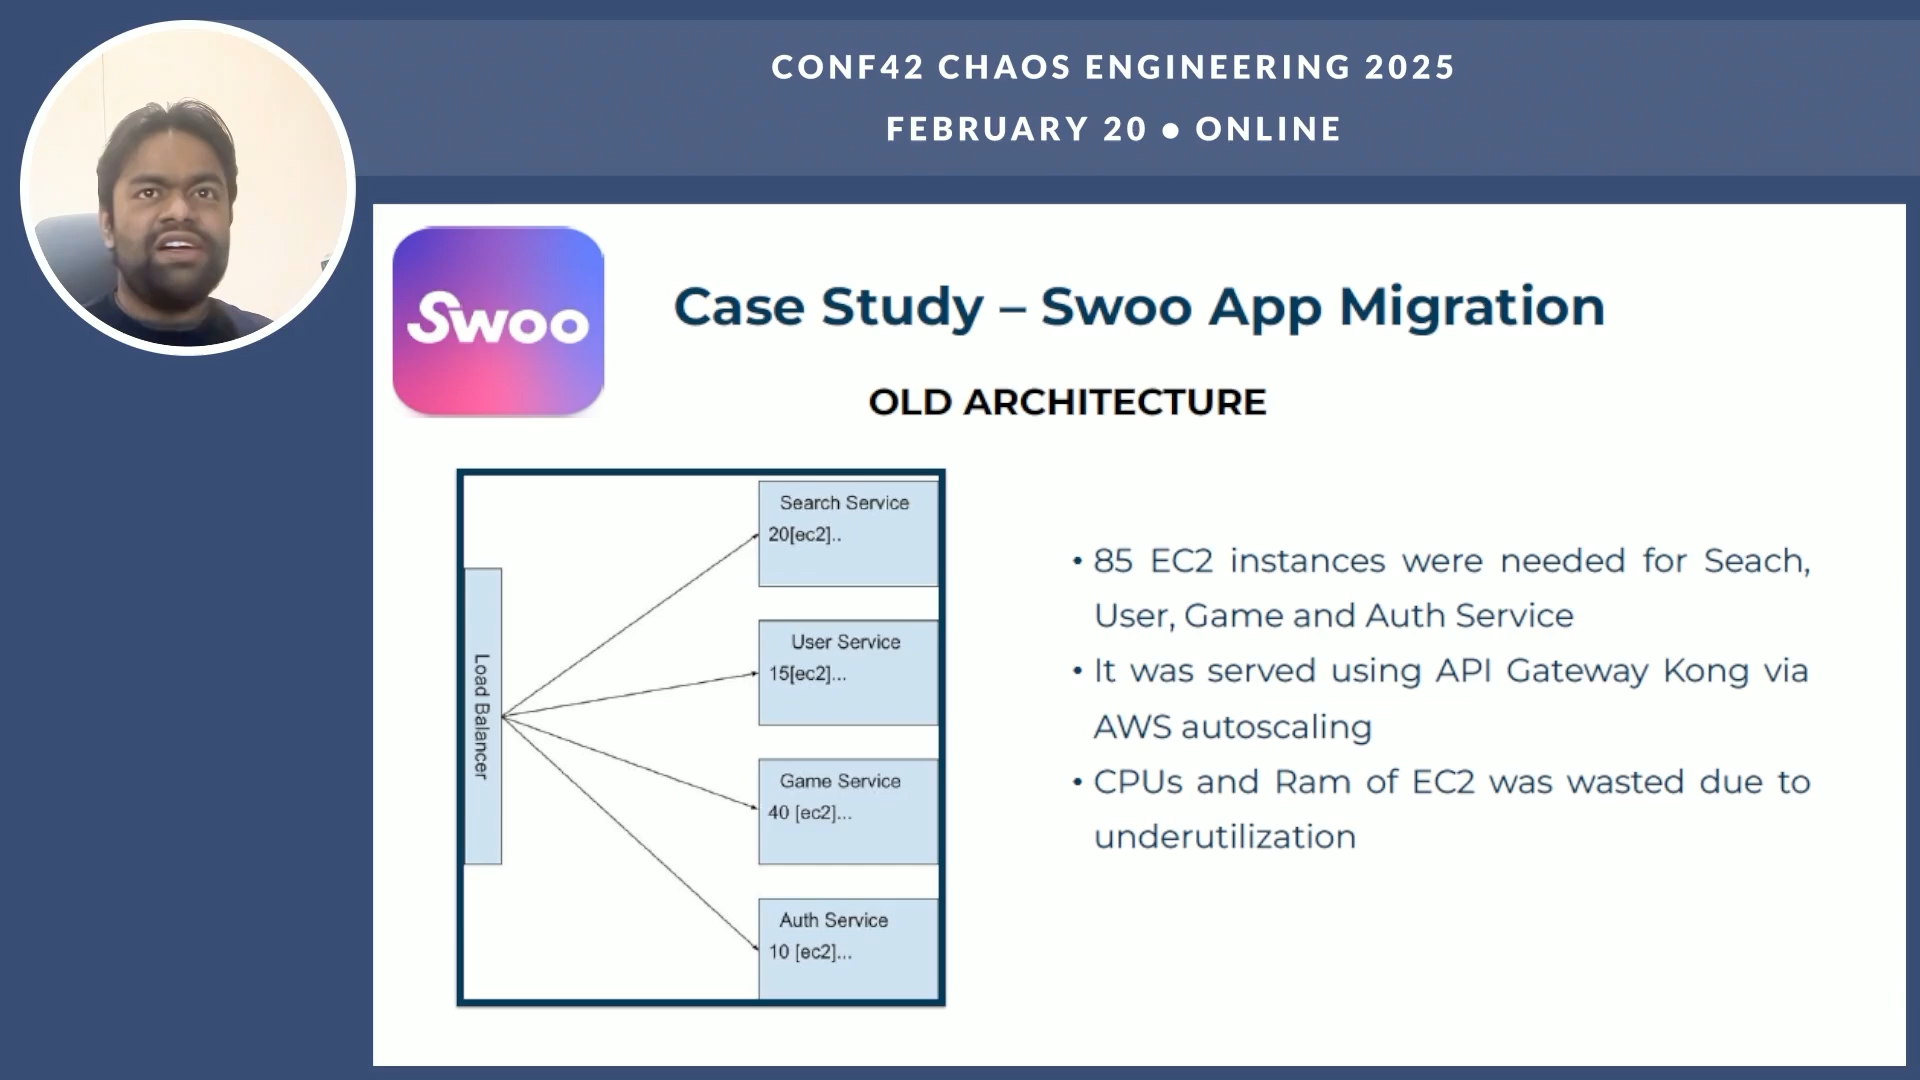 CONF42 CHAOS ENGINEERING 2025
FEBRUARY 20 ● ONLINE
Swoo
Case Study – Swoo App Migration
OLD ARCHITECTURE
Load Balancer
Search Service
20[ec2]..
User Service
15[ec2]...
Game Service
40 [ec2]...
Auth Service
10 [ec2]...
• 85 EC2 instances were needed for Seach,
User, Game and Auth Service
• It was served using API Gateway Kong via
AWS autoscaling
• CPUs and Ram of EC2 was wasted due to
underutilization